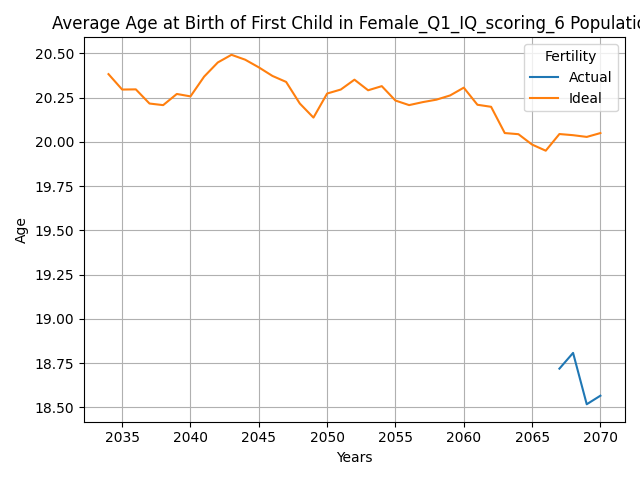 Average Age at Birth of First Child in Female_Q1_IQ_scoring_6 Populatio
20.50
20.25
20.00
19.75
19.50
19.25
19.00
18.75
18.50
Age
Fertility
Actual
Ideal
2035 2040 2045 2050 2055 2060 2065 2070
Years